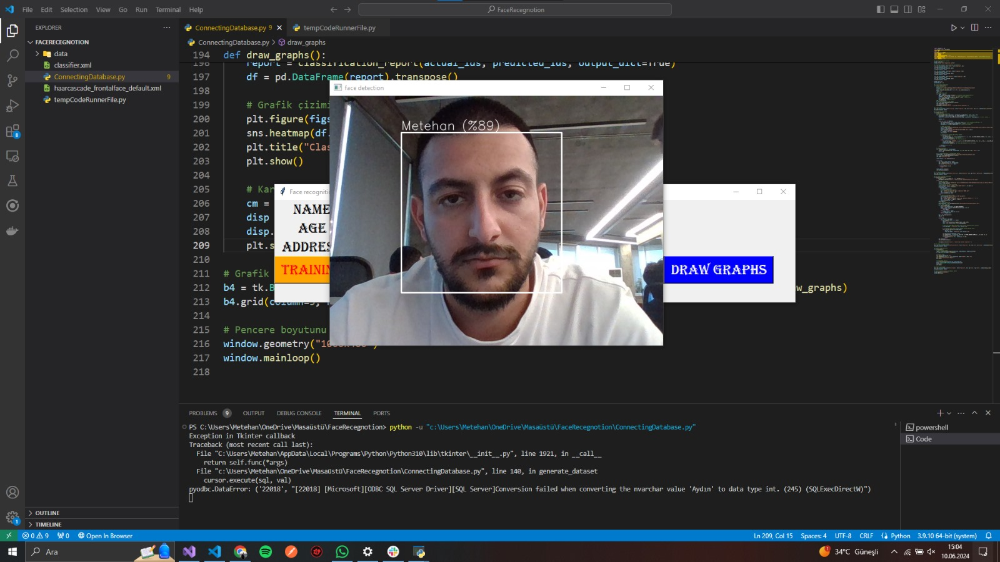 File Edit Selection View Go Run Terminal Help
FaceRecegnotion
EXPLORER
FACERECEGNOTION
data
classifier.xml
ConnectingDatabase.py 9
haarcascade_frontalface_default.xml
tempCodeRunnerFile.py
OUTLINE
TIMELINE
ConnectingDatabase.py 9
tempCodeRunnerFile.py
ConnectingDatabase.py > draw_graphs
194 def draw_graphs():
196 report = classification_report(actual_ids, predicted_ids, output_dict=True)
197 df = pd.DataFrame(report).transpose()
198
199 # Grafik çizimi
200 plt.figure(figs
201 sns.heatmap(df.
202 plt.title("Clas
203 plt.show()
204
205 # Kar
206 cm =
207 disp
208 disp.
209 plt.s
210
211 # Grafik
212 b4 = tk.B w_graphs)
213 b4.grid(column=3,
214
215 # Pencere boyutunu
216 window.geometry("
217 window.mainloop()
218
face detection
Metehan (%89)
Face recognitio
NAME
AGE
ADDRES
TRAININ
DRAW GRAPHS
PROBLEMS 9 OUTPUT DEBUG CONSOLE TERMINAL PORTS
PS C:\Users\Metehan\OneDrive\Masaüstü\FaceRecegnotion> python -u "c:\Users\Metehan\OneDrive\Masaüstü\FaceRecegnotion\ConnectingDatabase.py"
Exception in Tkinter callback
Traceback (most recent call last):
File "C:\Users\Metehan\AppData\Local\Programs\Python\Python310\lib\tkinter\__init__.py", line 1921, in __call__
return self.func(*args)
File "c:\Users\Metehan\OneDrive\Masaüstü\FaceRecegnotion\ConnectingDatabase.py", line 140, in generate_dataset
cursor.execute(sql, val)
pyodbc.DataError: ('22018', "[22018] [Microsoft][ODBC SQL Server Driver][SQL Server]Conversion failed when converting the nvarchar value 'Aydın' to data type int. (245) (SQLExecDirectW)")
powershell
Code
8
1
0 9 0 Open In Browser
Ln 209, Col 15 Spaces: 4 UTF-8 CRLF Python 3.9.10 64-bit (system)
Ara
1
34°C Güneşli
15:04
10.06.2024